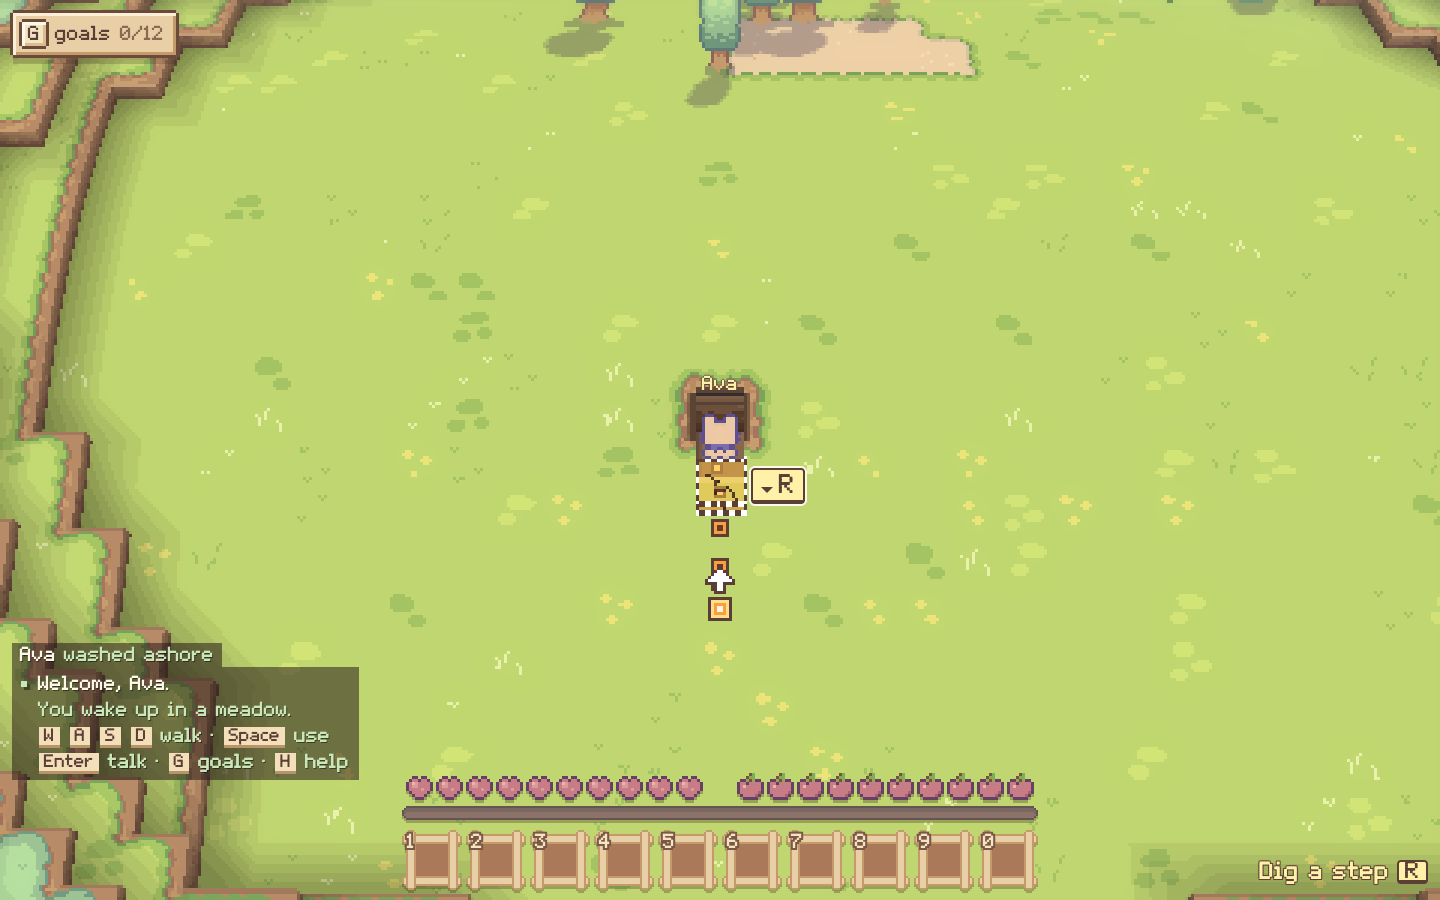 G goals 0/12
Ava
R
Ava washed ashore
Welcome, Ava.
You wake up in a meadow.
W A S D walk · Space use
Enter talk · G goals · H help
1 2 3 4 5 6 7 8 9 0
Dig a step R